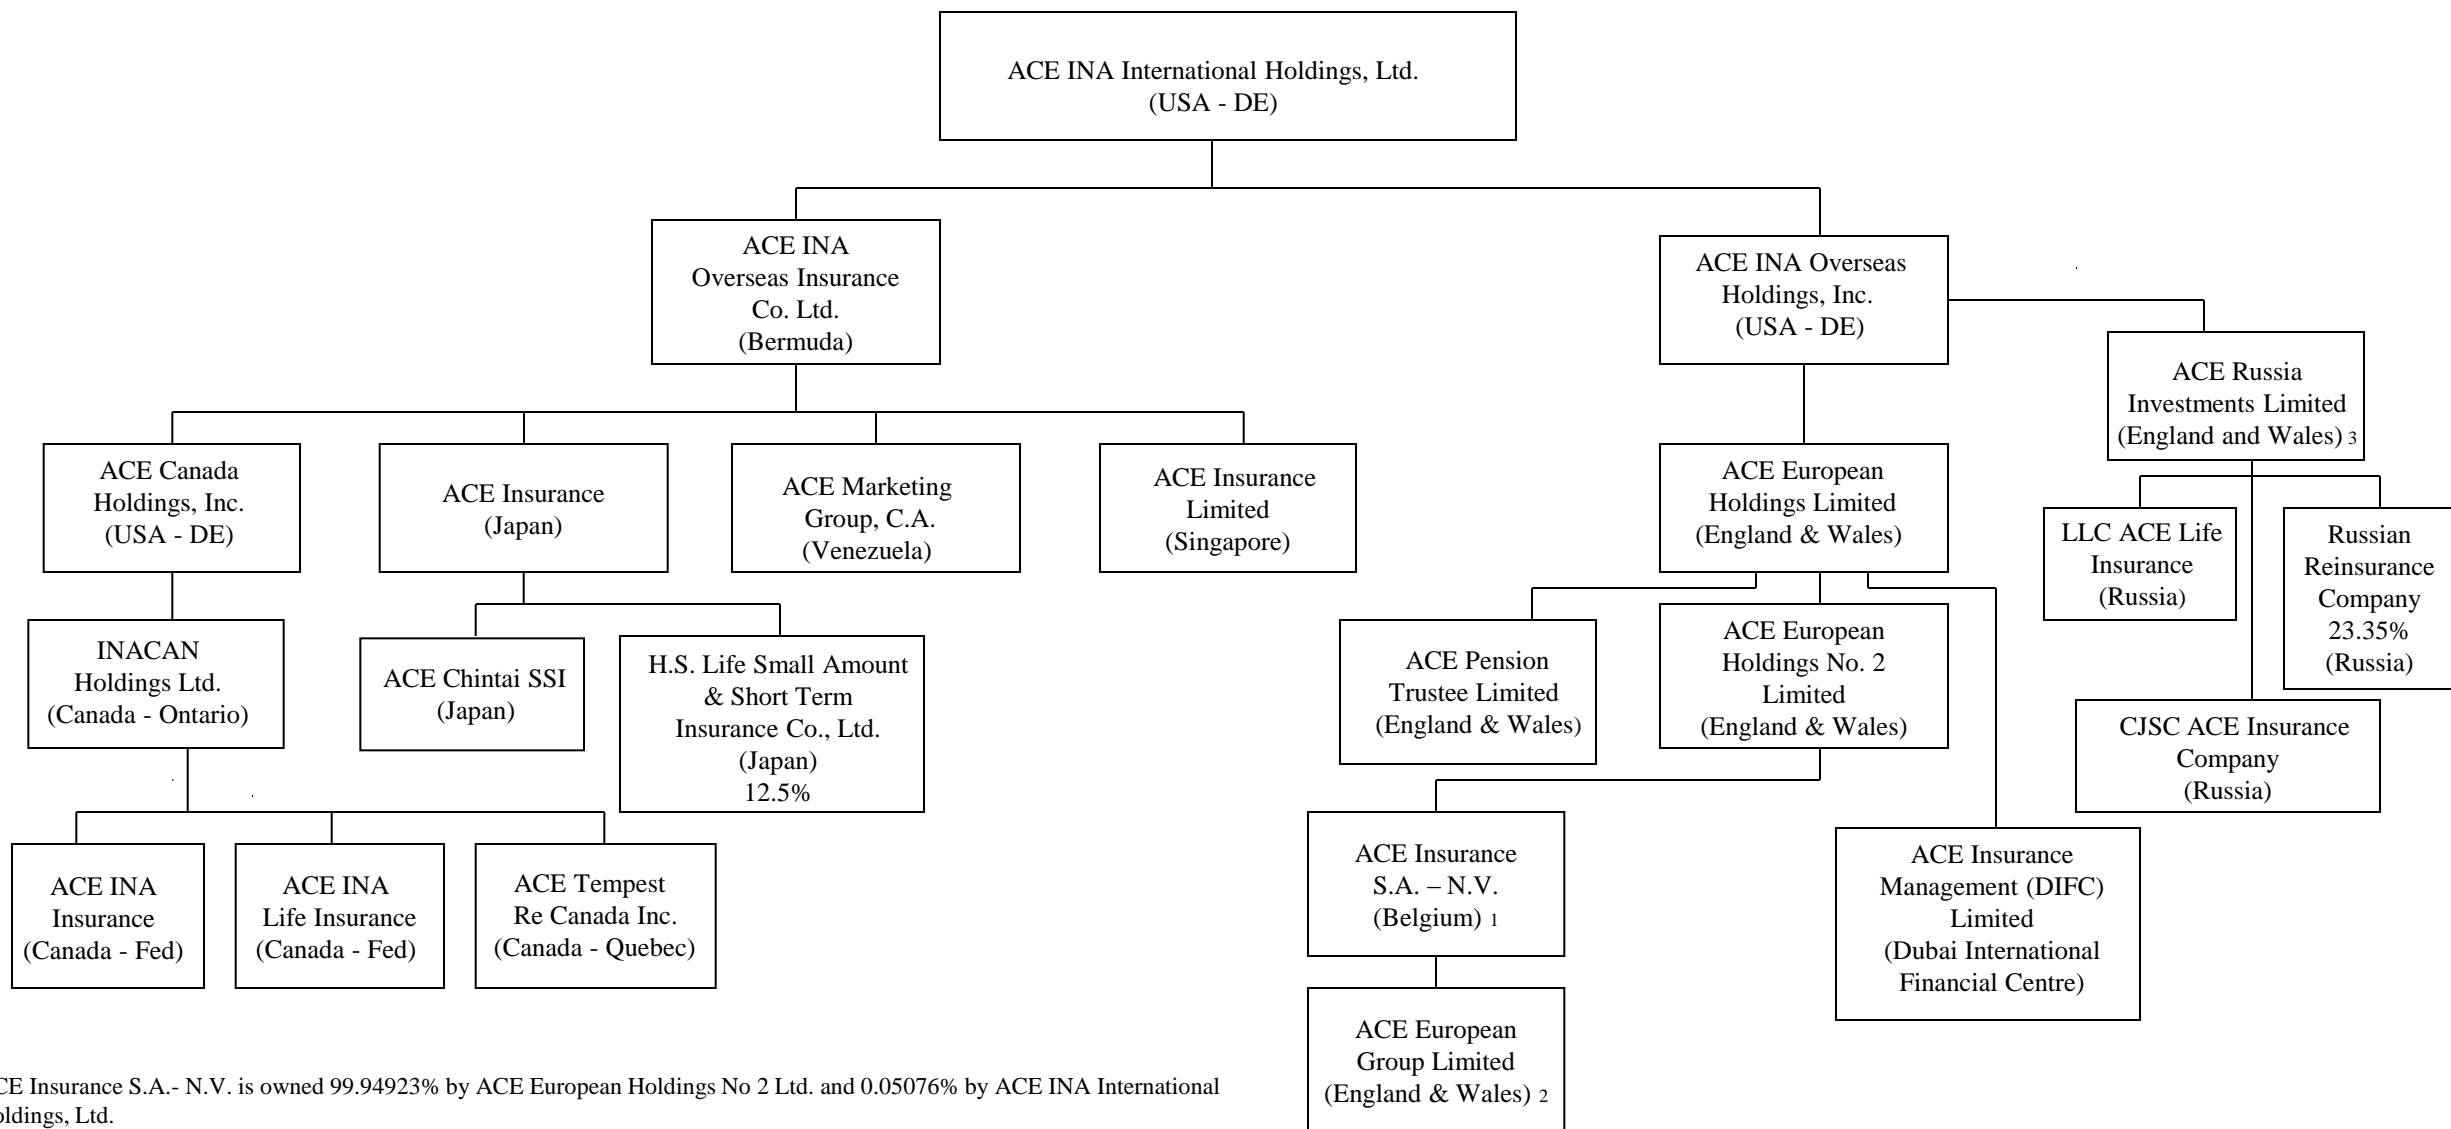 ACE INA International Holdings, Ltd.
(USA - DE)
ACE INA
Overseas Insurance
Co. Ltd.
(Bermuda)
ACE INA Overseas
Holdings, Inc.
(USA - DE)
ACE Russia
Investments Limited
(England and Wales) 3
ACE Canada
Holdings, Inc.
(USA - DE)
ACE Insurance
(Japan)
ACE Marketing
Group, C.A.
(Venezuela)
ACE Insurance
Limited
(Singapore)
ACE European
Holdings Limited
(England & Wales)
LLC ACE Life
Insurance
(Russia)
Russian
Reinsurance
Company
23.35%
(Russia)
INACAN
Holdings Ltd.
(Canada - Ontario)
ACE Chintai SSI
(Japan)
H.S. Life Small Amount
& Short Term
Insurance Co., Ltd.
(Japan)
12.5%
ACE Pension
Trustee Limited
(England & Wales)
ACE European
Holdings No. 2
Limited
(England & Wales)
CJSC ACE Insurance
Company
(Russia)
ACE INA
Insurance
(Canada - Fed)
ACE INA
Life Insurance
(Canada - Fed)
ACE Tempest
Re Canada Inc.
(Canada - Quebec)
ACE Insurance
S.A. – N.V.
(Belgium) 1
ACE Insurance
Management (DIFC)
Limited
(Dubai International
Financial Centre)
ACE European
Group Limited
(England & Wales) 2
CE Insurance S.A.- N.V. is owned 99.94923% by ACE European Holdings No 2 Ltd. and 0.05076% by ACE INA International
oldings, Ltd.